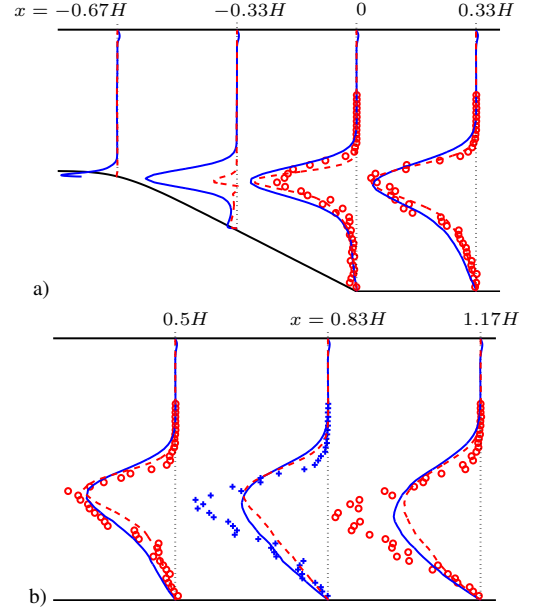 x = −0.67H −0.33H 0 0.33H
a)
0.5H x = 0.83H 1.17H
b)